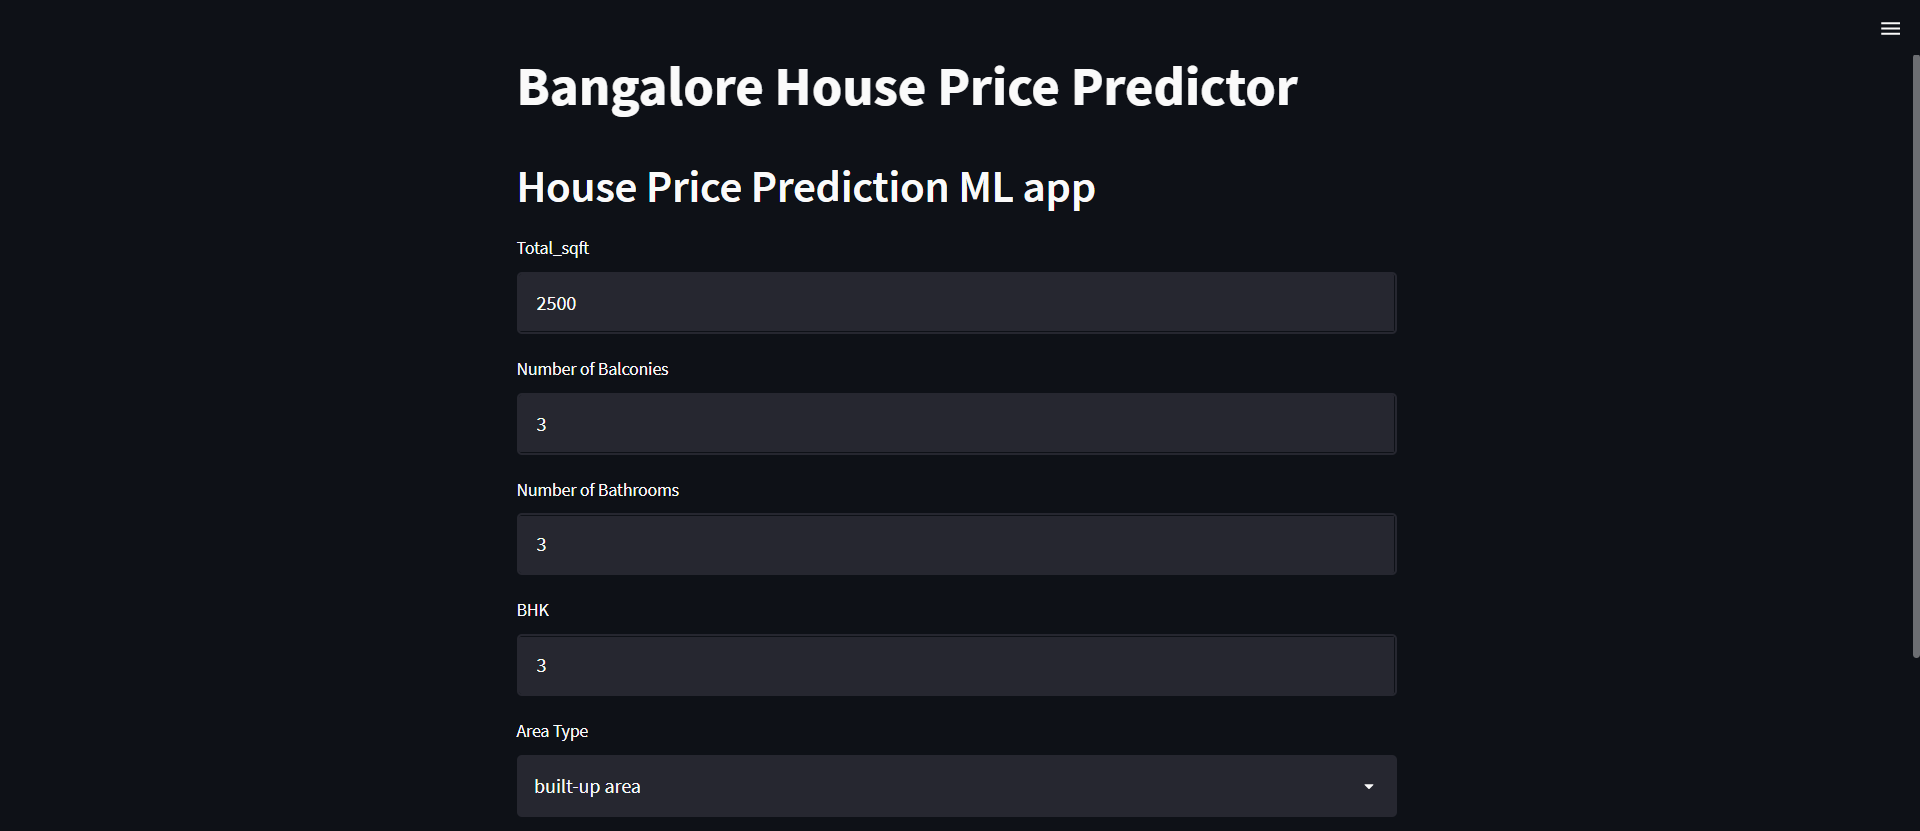 Bangalore House Price Predictor
House Price Prediction ML app
Total_sqft
2500
Number of Balconies
3
Number of Bathrooms
3
BHK
3
Area Type
built-up area